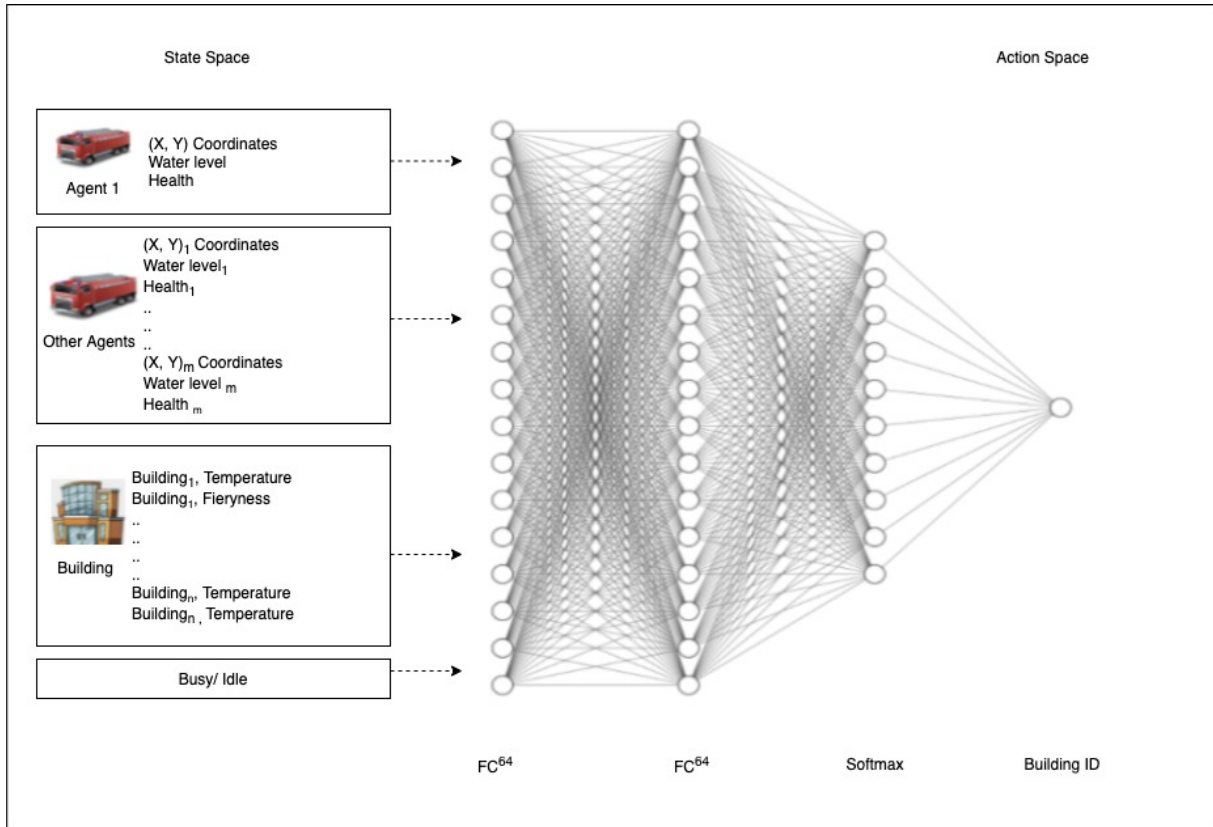 State Space
Action Space
(X, Y) Coordinates
Water level
Health
Agent 1
(X, Y)₁ Coordinates
Water level₁
Health₁
..
..
..
Other Agents
(X, Y)ₘ Coordinates
Water level ₘ
Health ₘ
Building₁, Temperature
Building₁, Fieryness
..
..
..
..
Building
Buildingₙ, Temperature
Buildingₙ , Temperature
Busy/ Idle
FC⁶⁴
FC⁶⁴
Softmax
Building ID